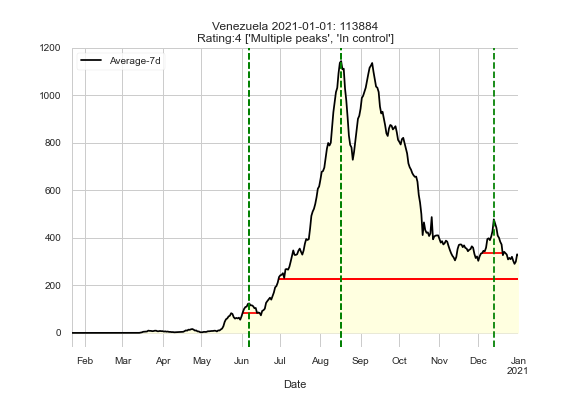 Venezuela 2021-01-01: 113884
Rating:4 ['Multiple peaks', 'In control']
1200
Average-7d
1000
800
600
400
200
0
Feb Mar Apr May Jun Jul Aug Sep Oct Nov Dec Jan
2021
Date